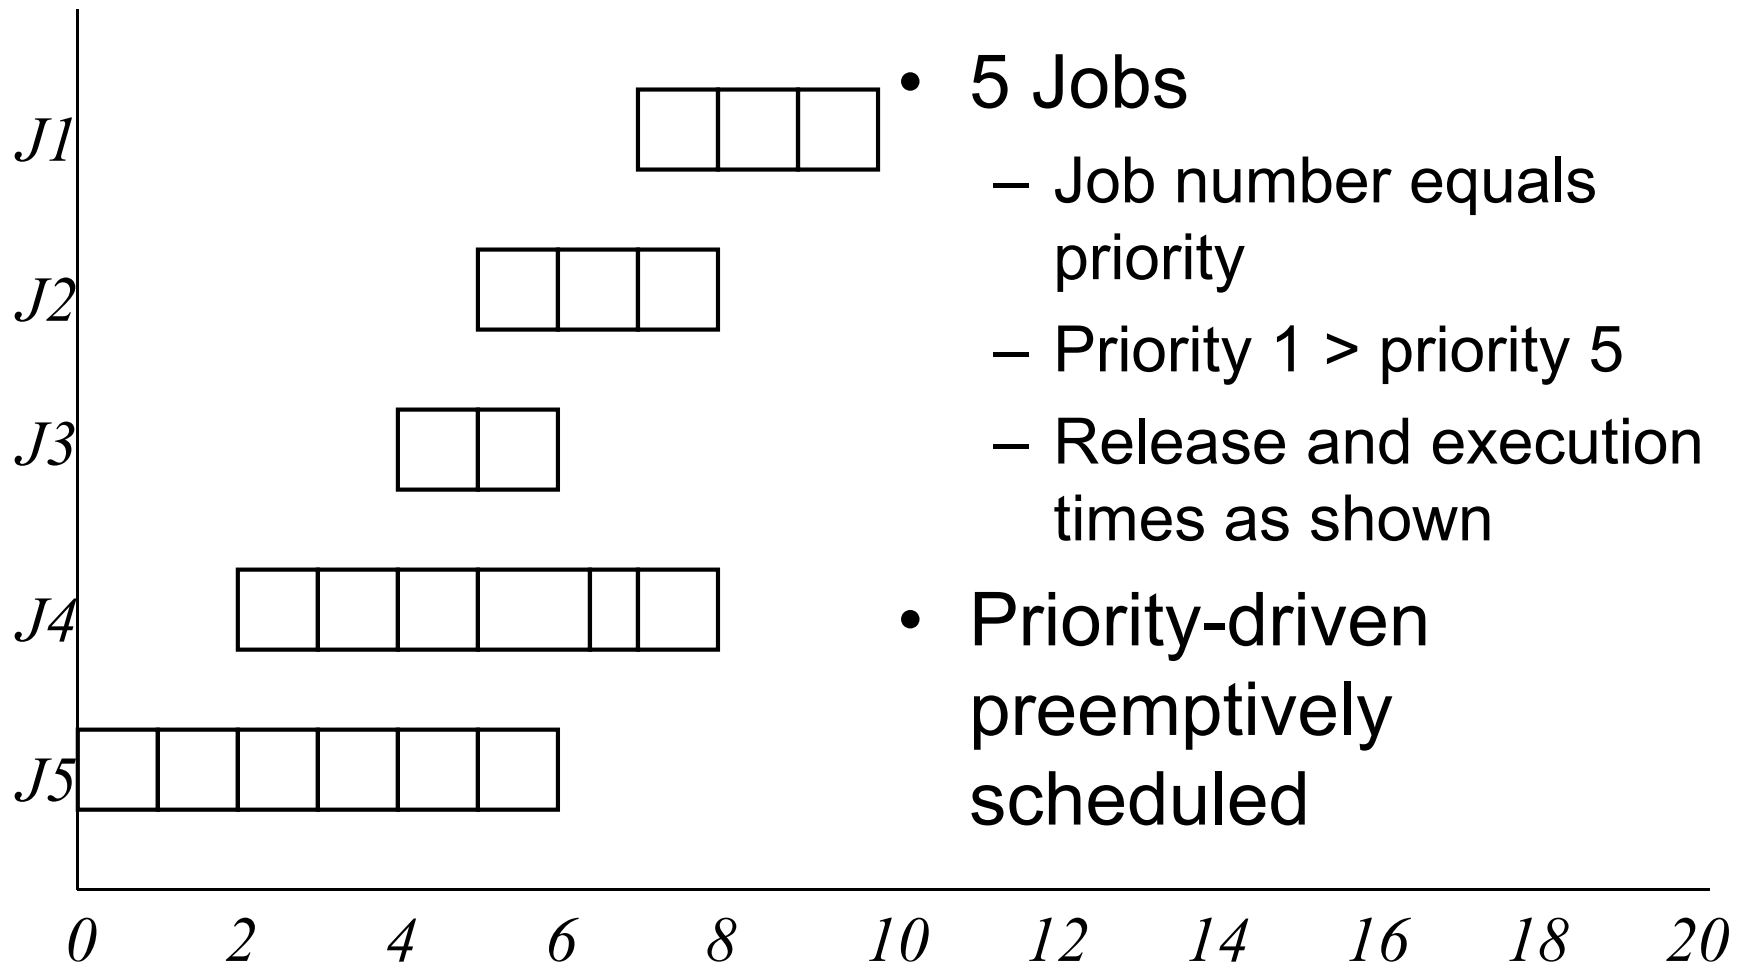 J1
J2
J3
J4
J5
0 2 4 6 8 10 12 14 16 18 20
• 5 Jobs
– Job number equals
priority
– Priority 1 > priority 5
– Release and execution
times as shown
• Priority-driven
preemptively
scheduled